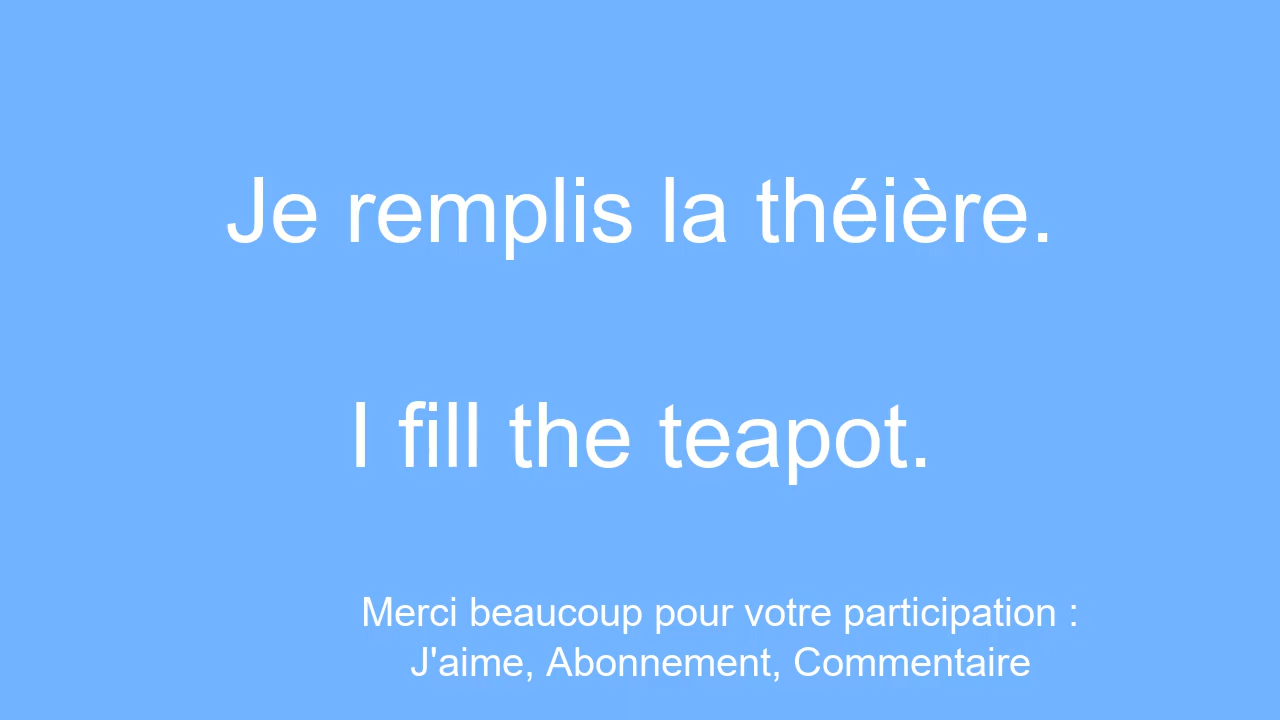 Je remplis la théière.
I fill the teapot.
Merci beaucoup pour votre participation :
J'aime, Abonnement, Commentaire